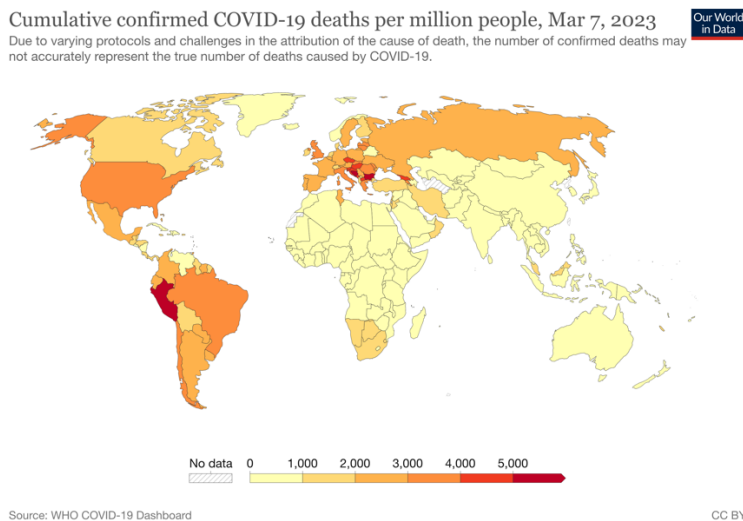 Cumulative confirmed COVID-19 deaths per million people, Mar 7, 2023
Our World
in Data
Due to varying protocols and challenges in the attribution of the cause of death, the number of confirmed deaths may
not accurately represent the true number of deaths caused by COVID-19.
No data
0
1,000
2,000
3,000
4,000
5,000
Source: WHO COVID-19 Dashboard
CC BY